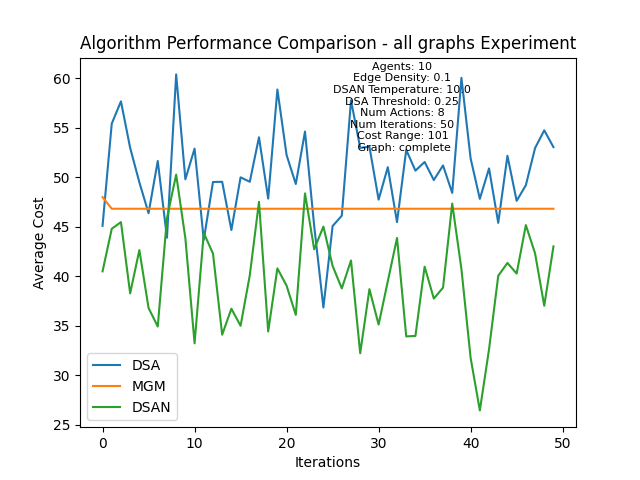 Algorithm Performance Comparison - all graphs Experiment
Agents: 10
Edge Density: 0.1
DSAN Temperature: 10.0
DSA Threshold: 0.25
Num Actions: 8
Num Iterations: 50
Cost Range: 101
Graph: complete
60
55
50
45
40
35
30
25
Average Cost
DSA
MGM
DSAN
0 10 20 30 40 50
Iterations